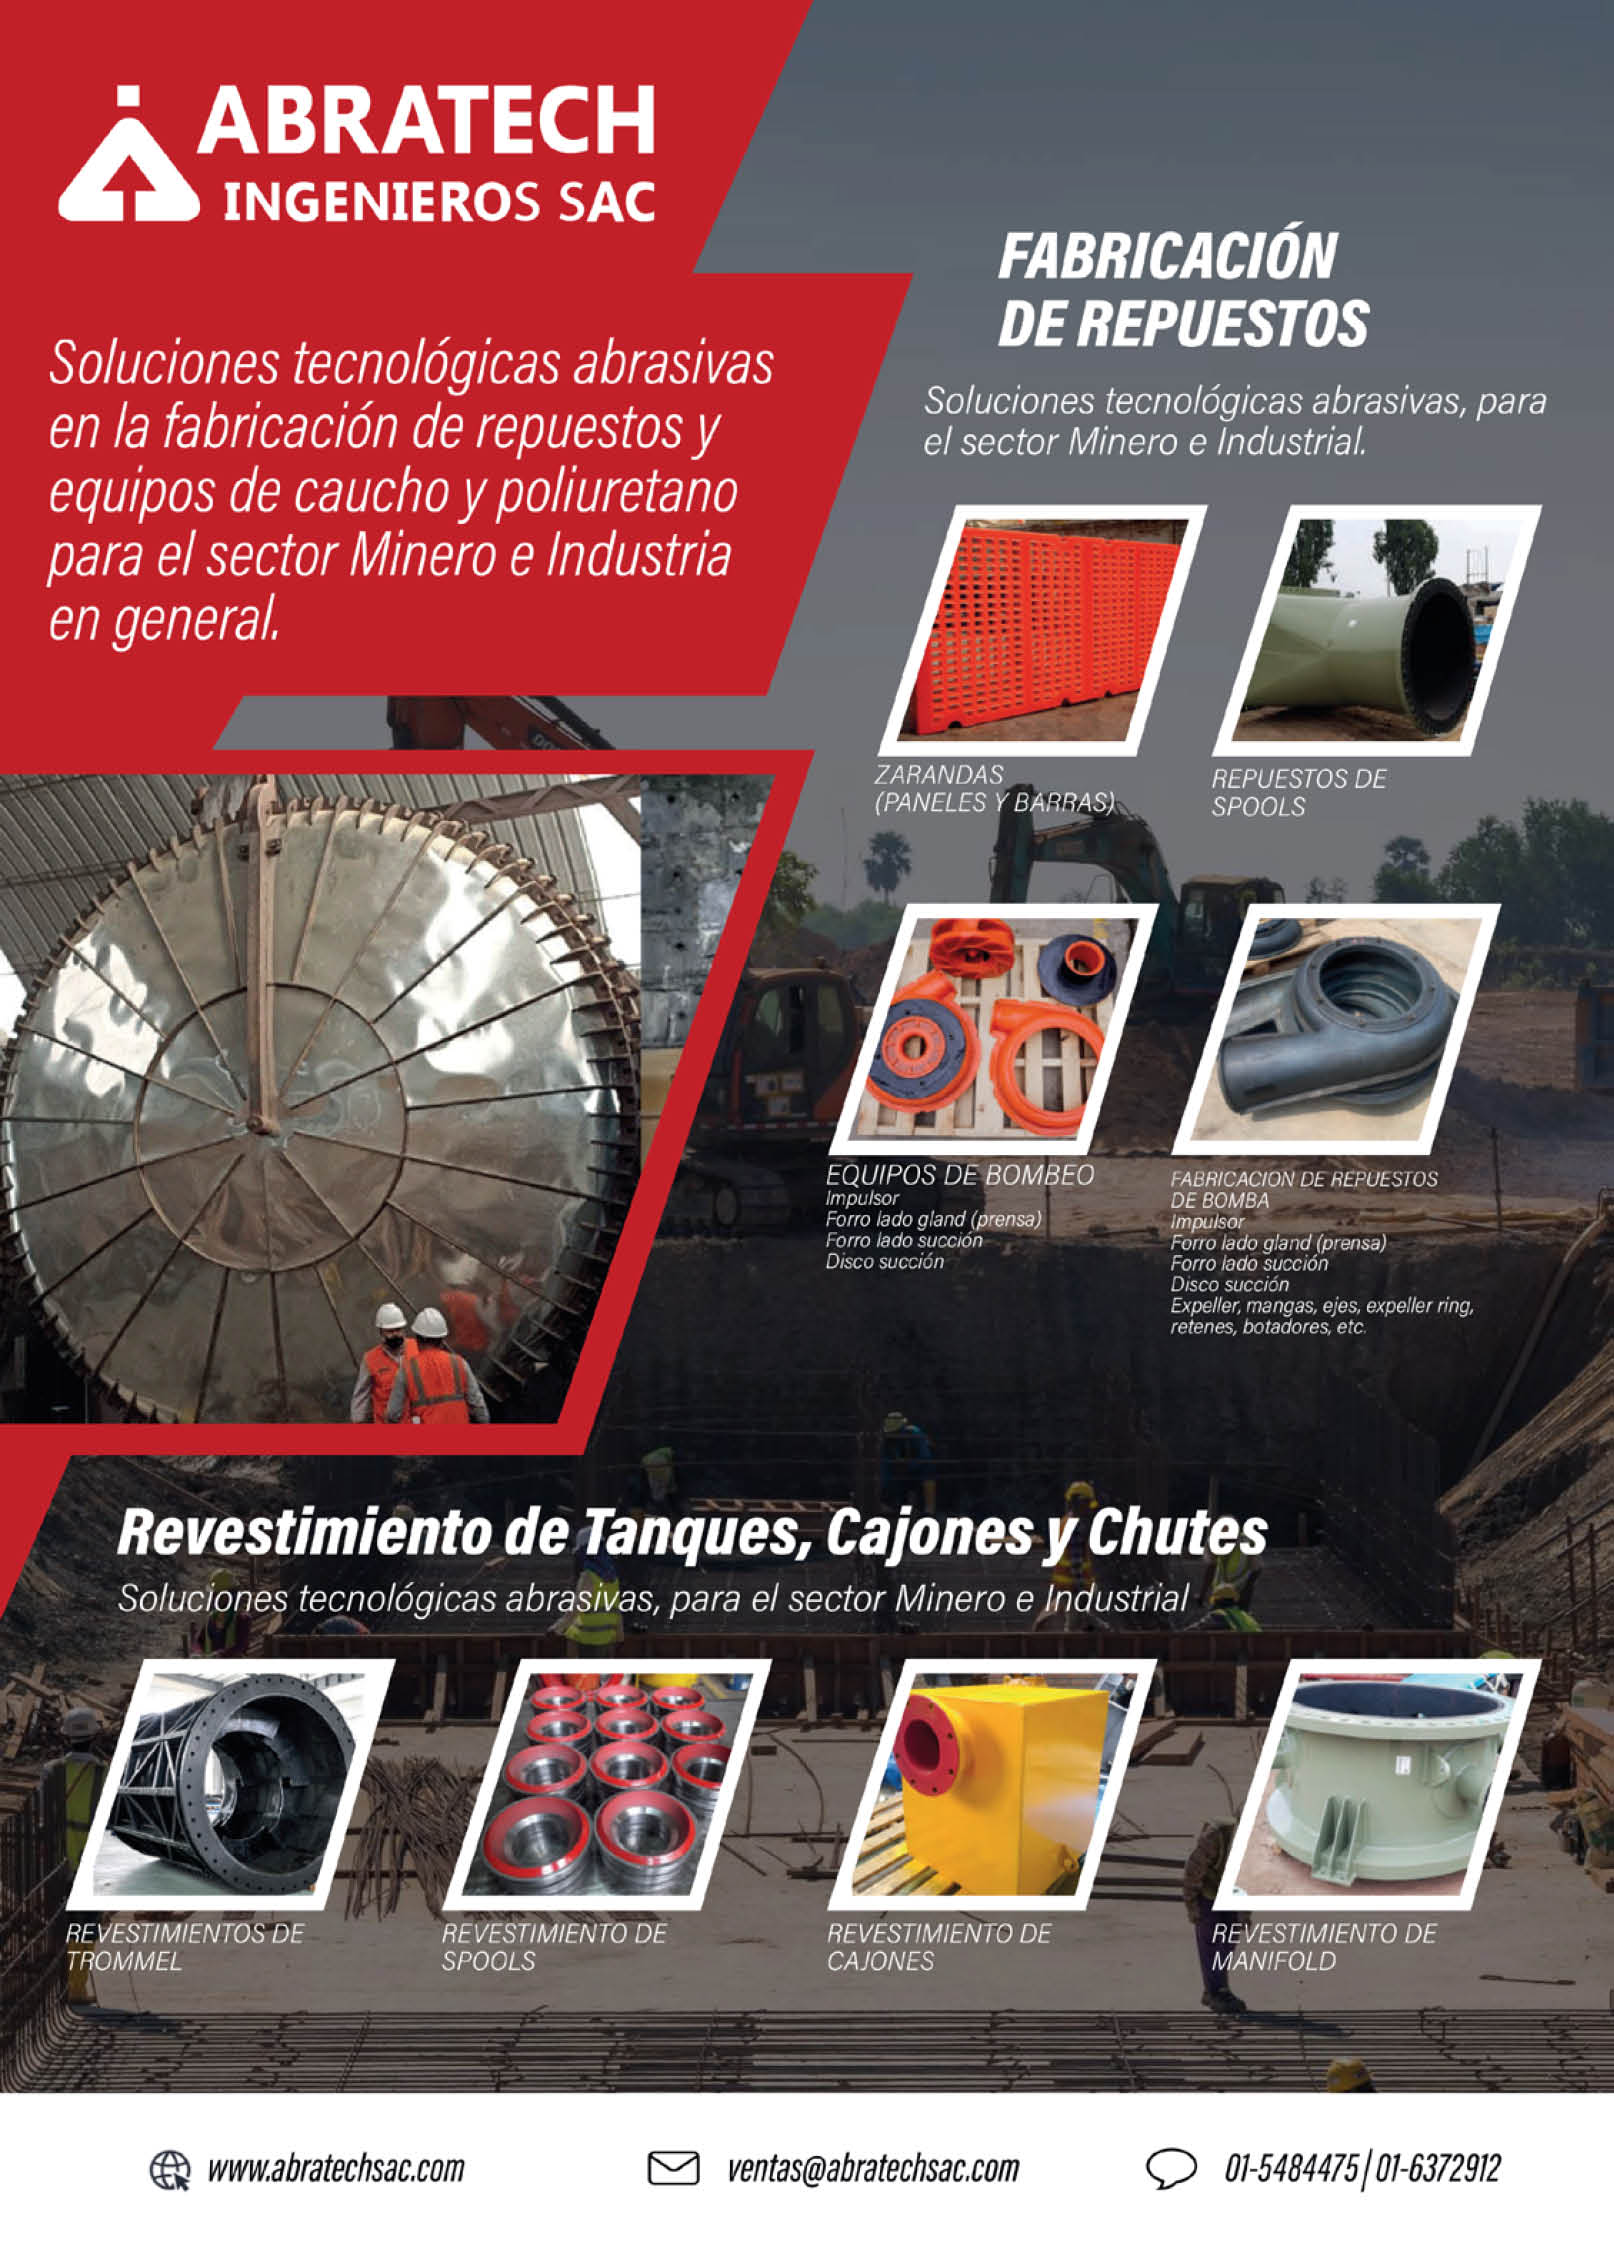 ABRATECH
INGENIEROS SAC
Soluciones tecnológicas abrasivas
en la fabricación de repuestos y
equipos de caucho y poliuretano
para el sector Minero e Industria
en general.
FABRICACIÓN
DE REPUESTOS
Soluciones tecnológicas abrasivas, para
el sector Minero e Industrial.
ZARANDAS
(PANELES Y BARRAS)
REPUESTOS DE
SPOOLS
EQUIPOS DE BOMBEO
Impulsor
Forro lado gland (prensa)
Forro lado succión
Disco succión
FABRICACION DE REPUESTOS
DE BOMBA
Impulsor
Forro lado gland (prensa)
Forro lado succión
Disco succión
Expeller, mangas, ejes, expeller ring,
retenes, botadores, etc.
Revestimiento de Tanques, Cajones y Chutes
Soluciones tecnológicas abrasivas, para el sector Minero e Industrial
REVESTIMIENTOS DE
TROMMEL
REVESTIMIENTO DE
SPOOLS
REVESTIMIENTO DE
CAJONES
REVESTIMIENTO DE
MANIFOLD
www.abratechsac.com
ventas@abratechsac.com
01-5484475 | 01-6372912